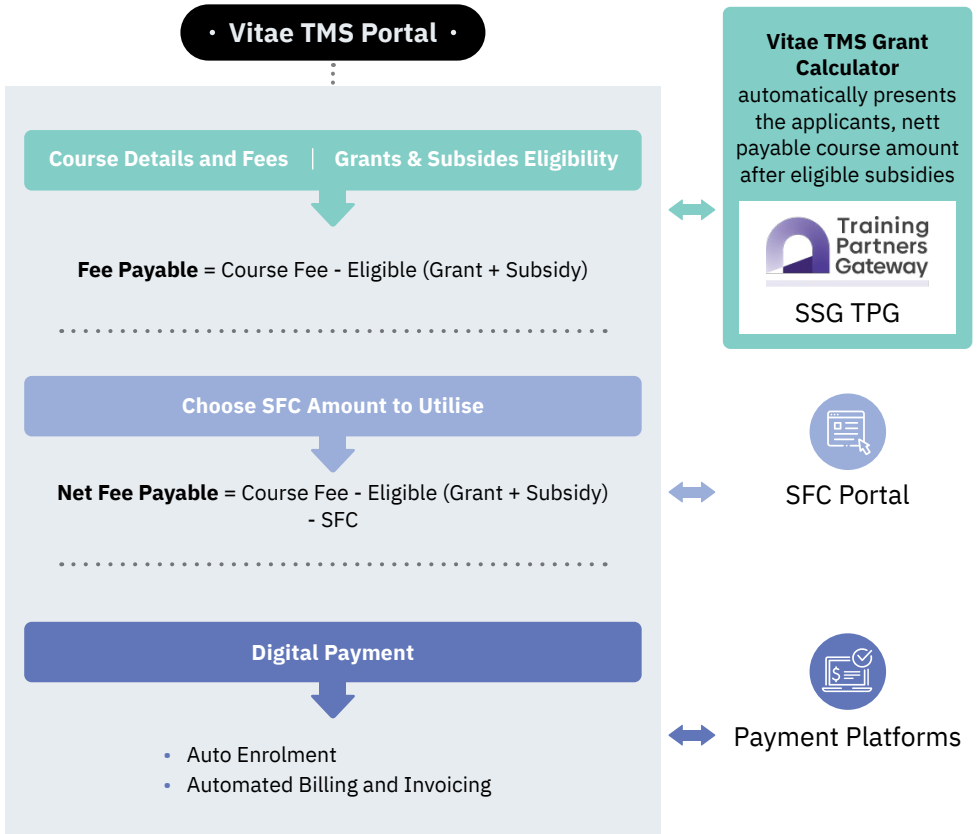 · Vitae TMS Portal ·
Course Details and Fees | Grants & Subsides Eligibility
Fee Payable = Course Fee - Eligible (Grant + Subsidy)
Choose SFC Amount to Utilise
Net Fee Payable = Course Fee - Eligible (Grant + Subsidy)
- SFC
Digital Payment
• Auto Enrolment
• Automated Billing and Invoicing
Vitae TMS Grant
Calculator
automatically presents
the applicants, nett
payable course amount
after eligible subsidies
Training
Partners
Gateway
SSG TPG
SFC Portal
$
Payment Platforms